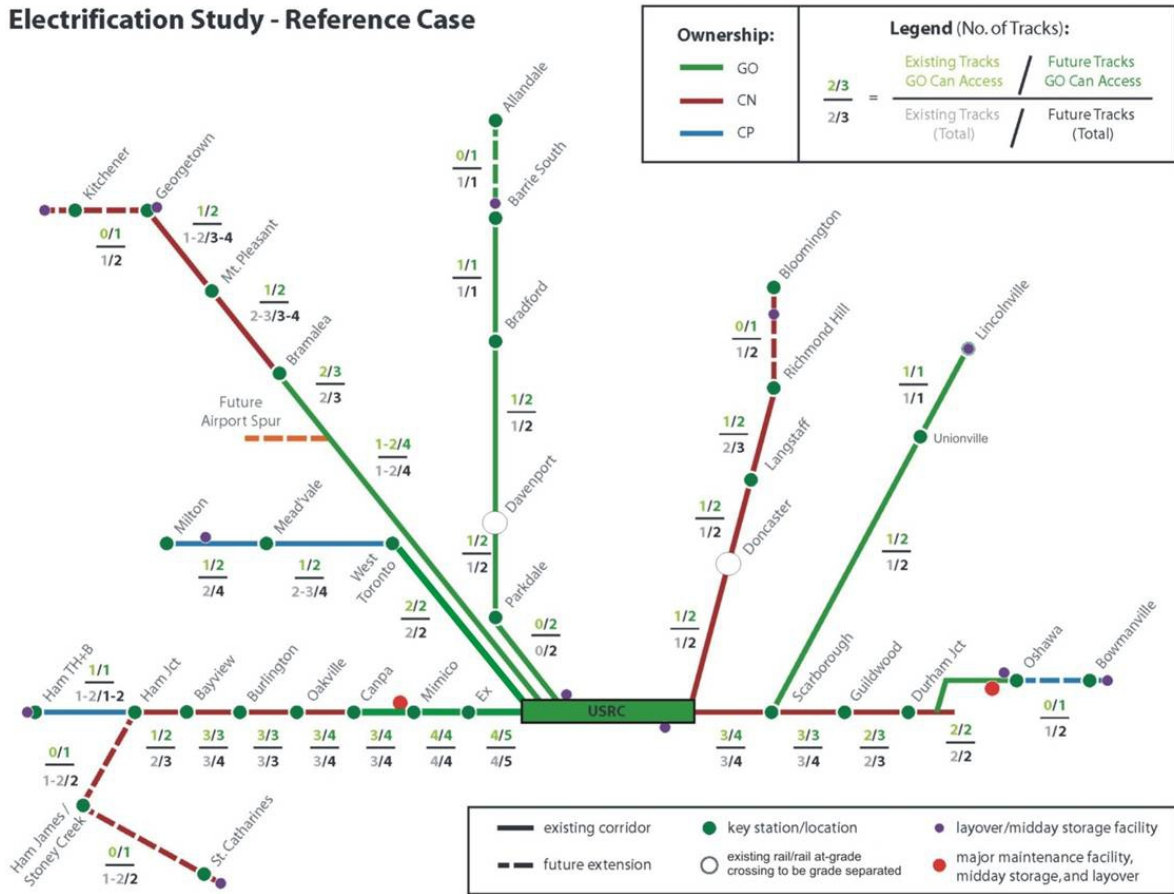 Electrification Study - Reference Case
Ownership:
GO
CN
CP
Legend (No. of Tracks):
2/3
2/3
=
Existing Tracks
GO Can Access
/
Future Tracks
GO Can Access
Existing Tracks
(Total)
/
Future Tracks
(Total)
Kitchener
Georgetown
0/1
1/2
1/2
1-2/3-4
Mt. Pleasant
1/2
2-3/3-4
Bramalea
2/3
2/3
Future
Airport Spur
1-2/4
1-2/4
Allandale
0/1
1/1
Barrie South
1/1
1/1
Bradford
1/2
1/2
Davenport
1/2
1/2
Parkdale
0/2
0/2
Bloomington
0/1
1/2
Richmond Hill
1/2
2/3
Langstaff
1/2
1/2
Doncaster
1/2
1/2
Lincolnville
1/1
1/1
Unionville
1/2
1/2
Milton
Mead'vale
West
Toronto
1/2
2/4
1/2
2-3/4
2/2
2/2
Ham TH+B
1/1
1-2/1-2
Ham Jct
Bayview
Burlington
Oakville
Canpa
Mimico
Ex
USRC
Scarborough
Guildwood
Durham Jct
Oshawa
Bowmanville
0/1
1-2/2
1/2
2/3
3/3
3/4
3/3
3/3
3/4
3/4
3/4
3/4
4/4
4/4
4/5
4/5
3/4
3/4
3/3
3/4
2/3
2/3
2/2
2/2
0/1
1/2
Ham James /
Stoney Creek
0/1
1-2/2
St. Catharines
existing corridor
future extension
key station/location
existing rail/rail at-grade
crossing to be grade separated
layover/midday storage facility
major maintenance facility,
midday storage, and layover